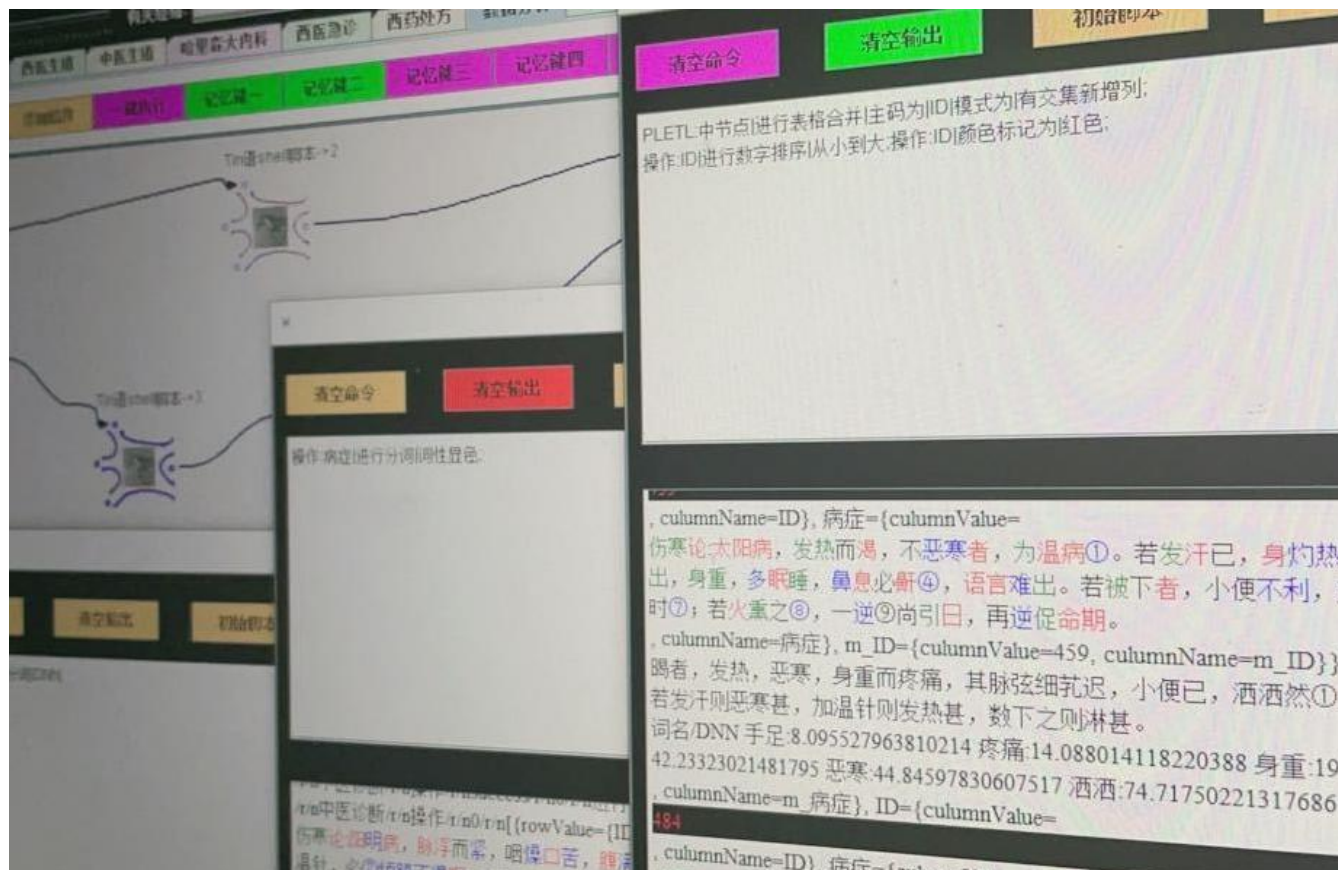 西医主治 中医主治 哈里森大内科 西医急诊 西药处方
记忆键一 记忆键二 记忆键三 记忆键四
清空命令
清空输出
初始脚本
PLETL:中节点|进行表格合并|主码为|ID|模式为|有交集新增列;
操作:ID|进行数字排序|从小到大;操作:ID|颜色标记为|红色;
清空命令
清空输出
操作:病症|进行分词|词性显色;
, culumnName=ID}, 病症={culumnValue=
伤寒论:太阳病，发热而渴，不恶寒者，为温病①。若发汗已，身灼热
出，身重，多眠睡，鼻息必鼾④，语言难出。若被下者，小便不利，
时⑦；若火熏之⑧，一逆⑨尚引日，再逆促命期。
, culumnName=病症}, m_ID={culumnValue=459, culumnName=m_ID}}
暍者，发热，恶寒，身重而疼痛，其脉弦细芤迟，小便已，洒洒然①
若发汗则恶寒甚，加温针则发热甚，数下之则淋甚。
词名/DNN 手足:8.095527963810214 疼痛:14.088014118220388 身重:19
42.23323021481795 恶寒:44.84597830607517 洒洒:74.71750221317686
, culumnName=m_病症}, ID={culumnValue=
484
, culumnName=ID}, 病症={culumnValue=
清空输出
初始脚本
/r/n中医诊断/r/n操作/r/n0/r/n[{rowValue={ID
伤寒论:阳明病，脉浮而紧，咽燥口苦，腹满